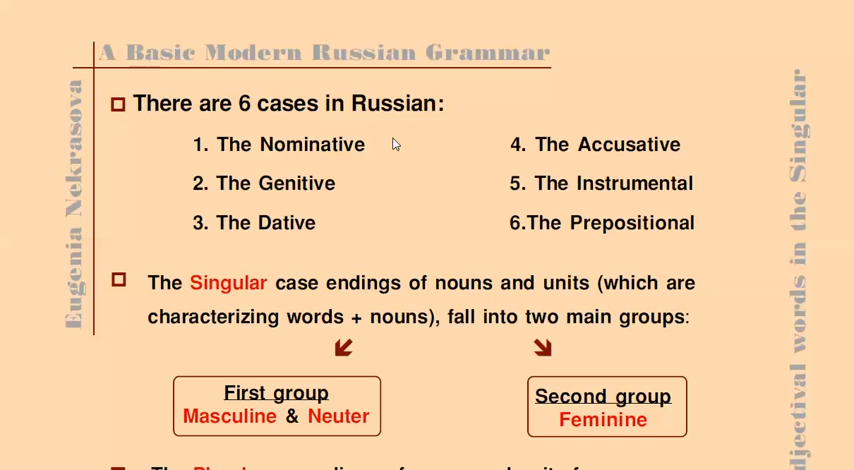 A Basic Modern Russian Grammar
Eugenia Nekrasova
There are 6 cases in Russian:
1. The Nominative
2. The Genitive
3. The Dative
4. The Accusative
5. The Instrumental
6.The Prepositional
The Singular case endings of nouns and units (which are
characterizing words + nouns), fall into two main groups:
First group
Masculine & Neuter
Second group
Feminine
words in the Singular